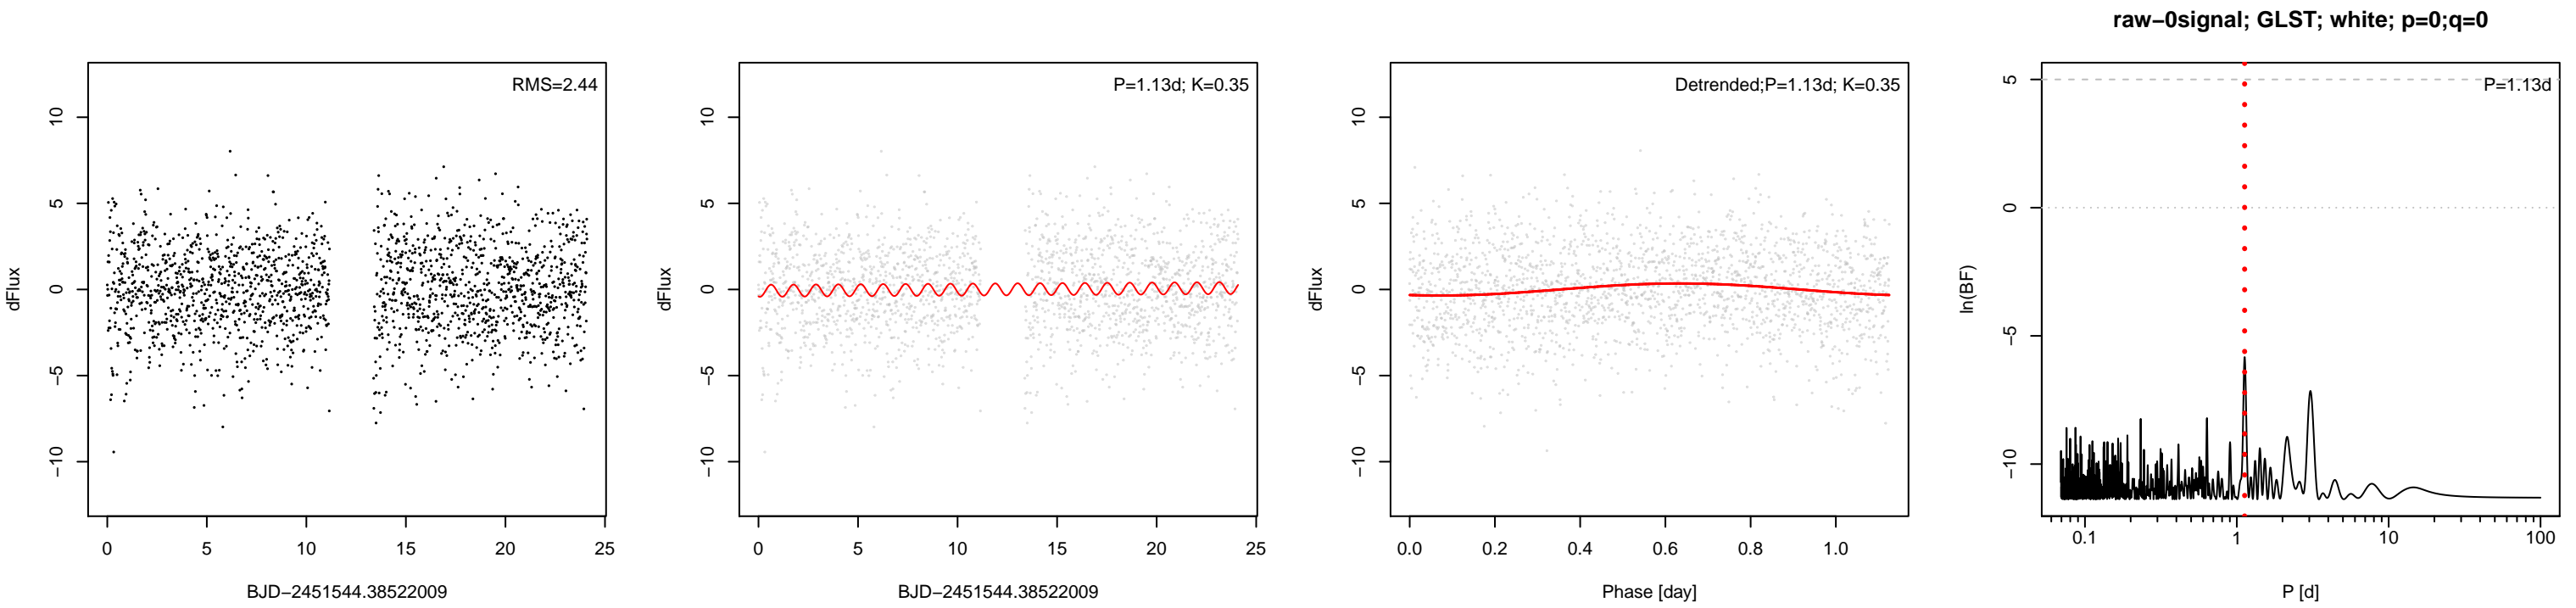 raw−0signal; GLST; white; p=0;q=0
RMS=2.44
dFlux
10
5
0
−5
−10
0 5 10 15 20 25
BJD−2451544.38522009
P=1.13d; K=0.35
dFlux
10
5
0
−5
−10
0 5 10 15 20 25
BJD−2451544.38522009
Detrended;P=1.13d; K=0.35
dFlux
10
5
0
−5
−10
0.0 0.2 0.4 0.6 0.8 1.0
Phase [day]
P=1.13d
ln(BF)
5
0
−5
−10
0.1 1 10 100
P [d]